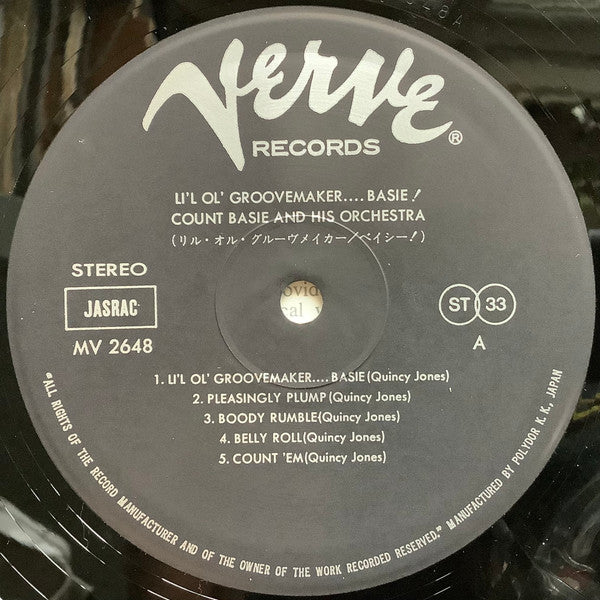 Verve®
RECORDS
LI'L OL' GROOVEMAKER....BASIE!
COUNT BASIE AND HIS ORCHESTRA
(リル・オル・グルーヴメイカー/ベイシー!)
STEREO
JASRAC
MV 2648
ST 33
A
1. LI'L OL' GROOVEMAKER....BASIE(Quincy Jones)
2. PLEASINGLY PLUMP(Quincy Jones)
3. BOODY RUMBLE(Quincy Jones)
4. BELLY ROLL(Quincy Jones)
5. COUNT 'EM(Quincy Jones)
"ALL RIGHTS OF THE RECORD MANUFACTURER AND OF THE OWNER OF THE WORK RECORDED RESERVED." MANUFACTURED BY POLYDOR K. K., JAPAN